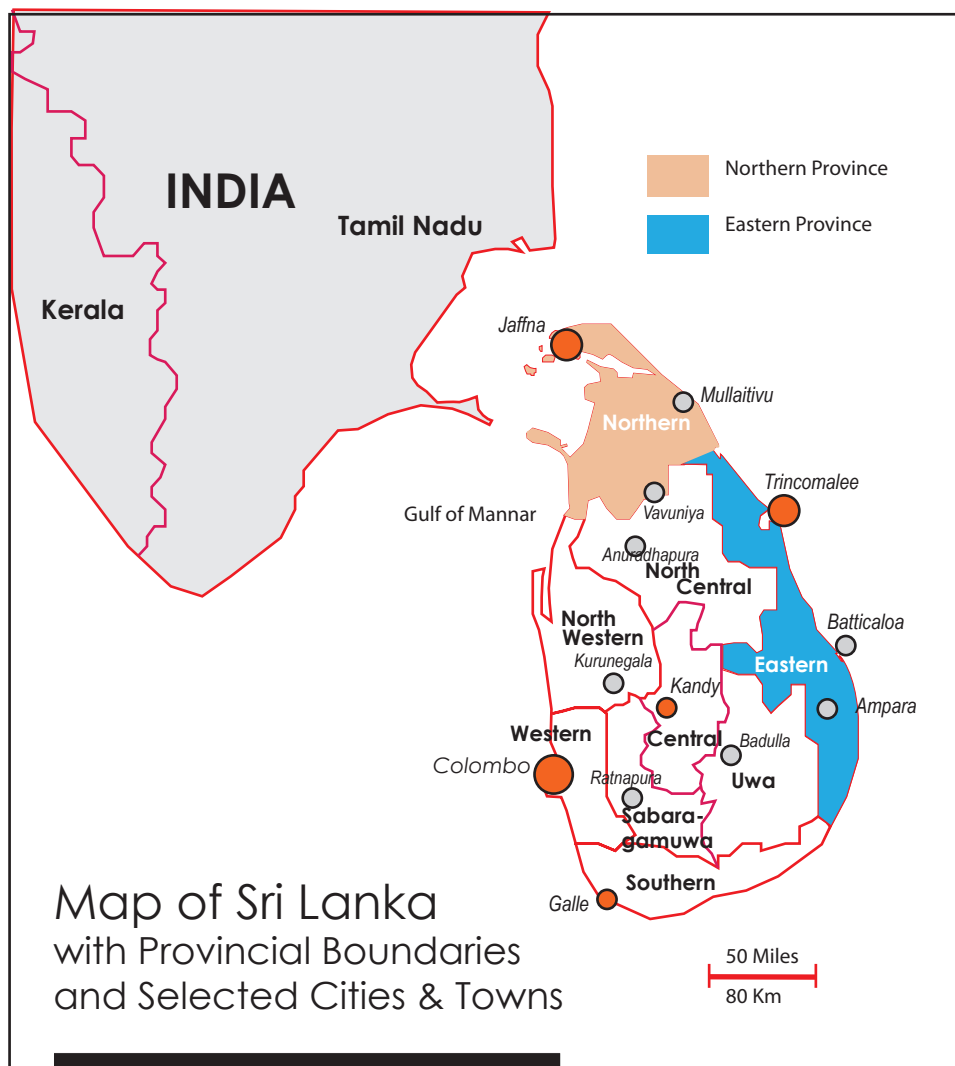 INDIA
Tamil Nadu
Kerala
Northern Province
Eastern Province
Jaffna
Mullaitivu
Northern
Trincomalee
Vavuniya
Gulf of Mannar
Anuradhapura
North
Central
North
Western
Batticaloa
Eastern
Kurunegala
Kandy
Ampara
Western
Central
Badulla
Colombo
Ratnapura
Uwa
Sabara-
gamuwa
Southern
Galle
Map of Sri Lanka
with Provincial Boundaries
and Selected Cities & Towns
50 Miles
80 Km